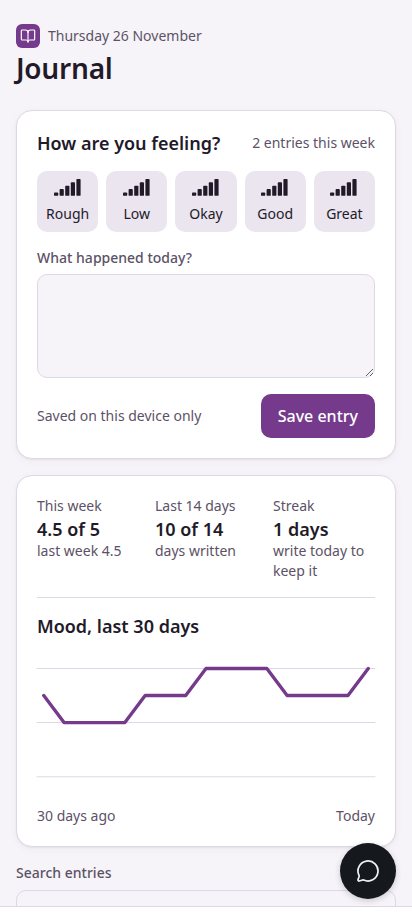 Thursday 26 November
Journal
How are you feeling?
2 entries this week
Rough
Low
Okay
Good
Great
What happened today?
Saved on this device only
Save entry
This week
4.5 of 5
last week 4.5
Last 14 days
10 of 14
days written
Streak
1 days
write today to
keep it
Mood, last 30 days
30 days ago
Today
Search entries